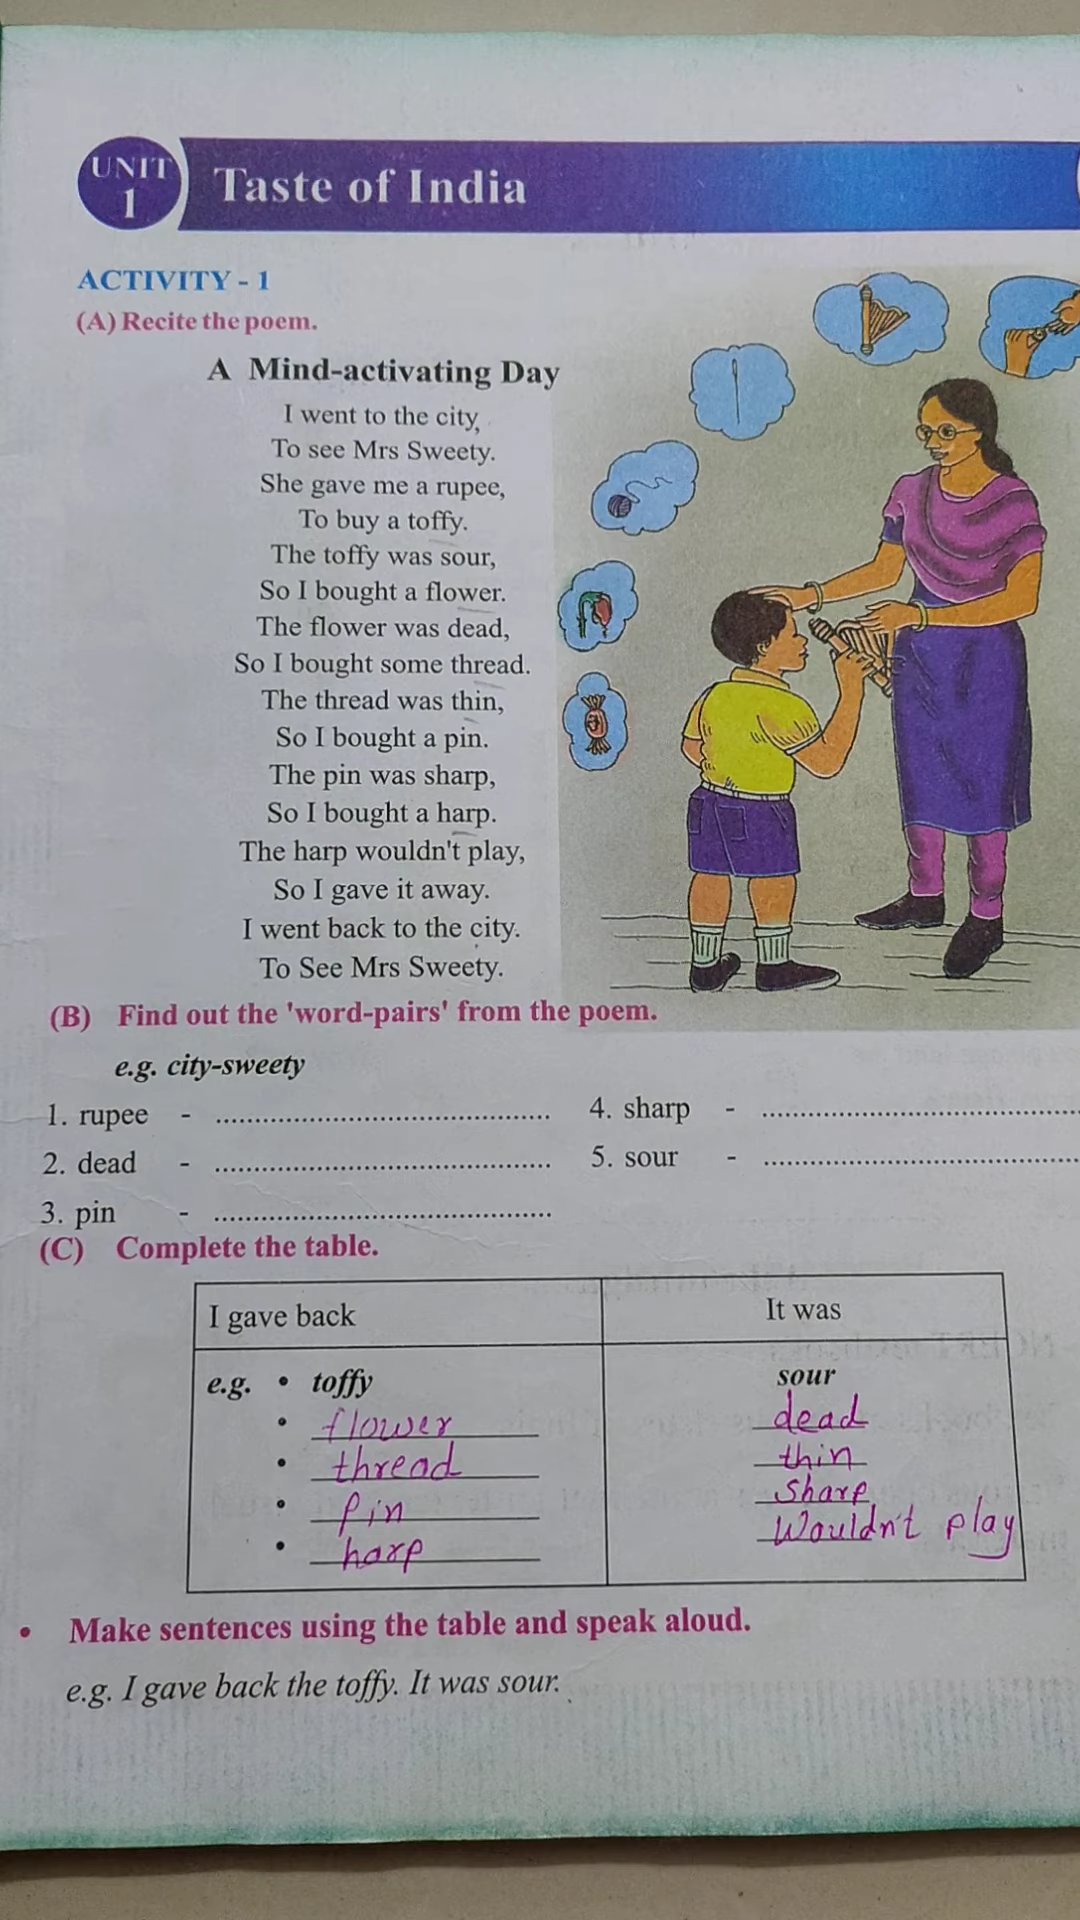 UNIT
1
Taste of India
ACTIVITY - 1
(A) Recite the poem.
A Mind-activating Day
I went to the city,
To see Mrs Sweety.
She gave me a rupee,
To buy a toffy.
The toffy was sour,
So I bought a flower.
The flower was dead,
So I bought some thread.
The thread was thin,
So I bought a pin.
The pin was sharp,
So I bought a harp.
The harp wouldn't play,
So I gave it away.
I went back to the city.
To See Mrs Sweety.
(B) Find out the 'word-pairs' from the poem.
e.g. city-sweety
1. rupee - ........................................ 4. sharp - ........................................
2. dead - ........................................ 5. sour - ........................................
3. pin - ........................................
(C) Complete the table.
I gave back It was
e.g. • toffy sour
• flower dead
• thread thin
• pin sharp
• harp Wouldn't play
• Make sentences using the table and speak aloud.
e.g. I gave back the toffy. It was sour.